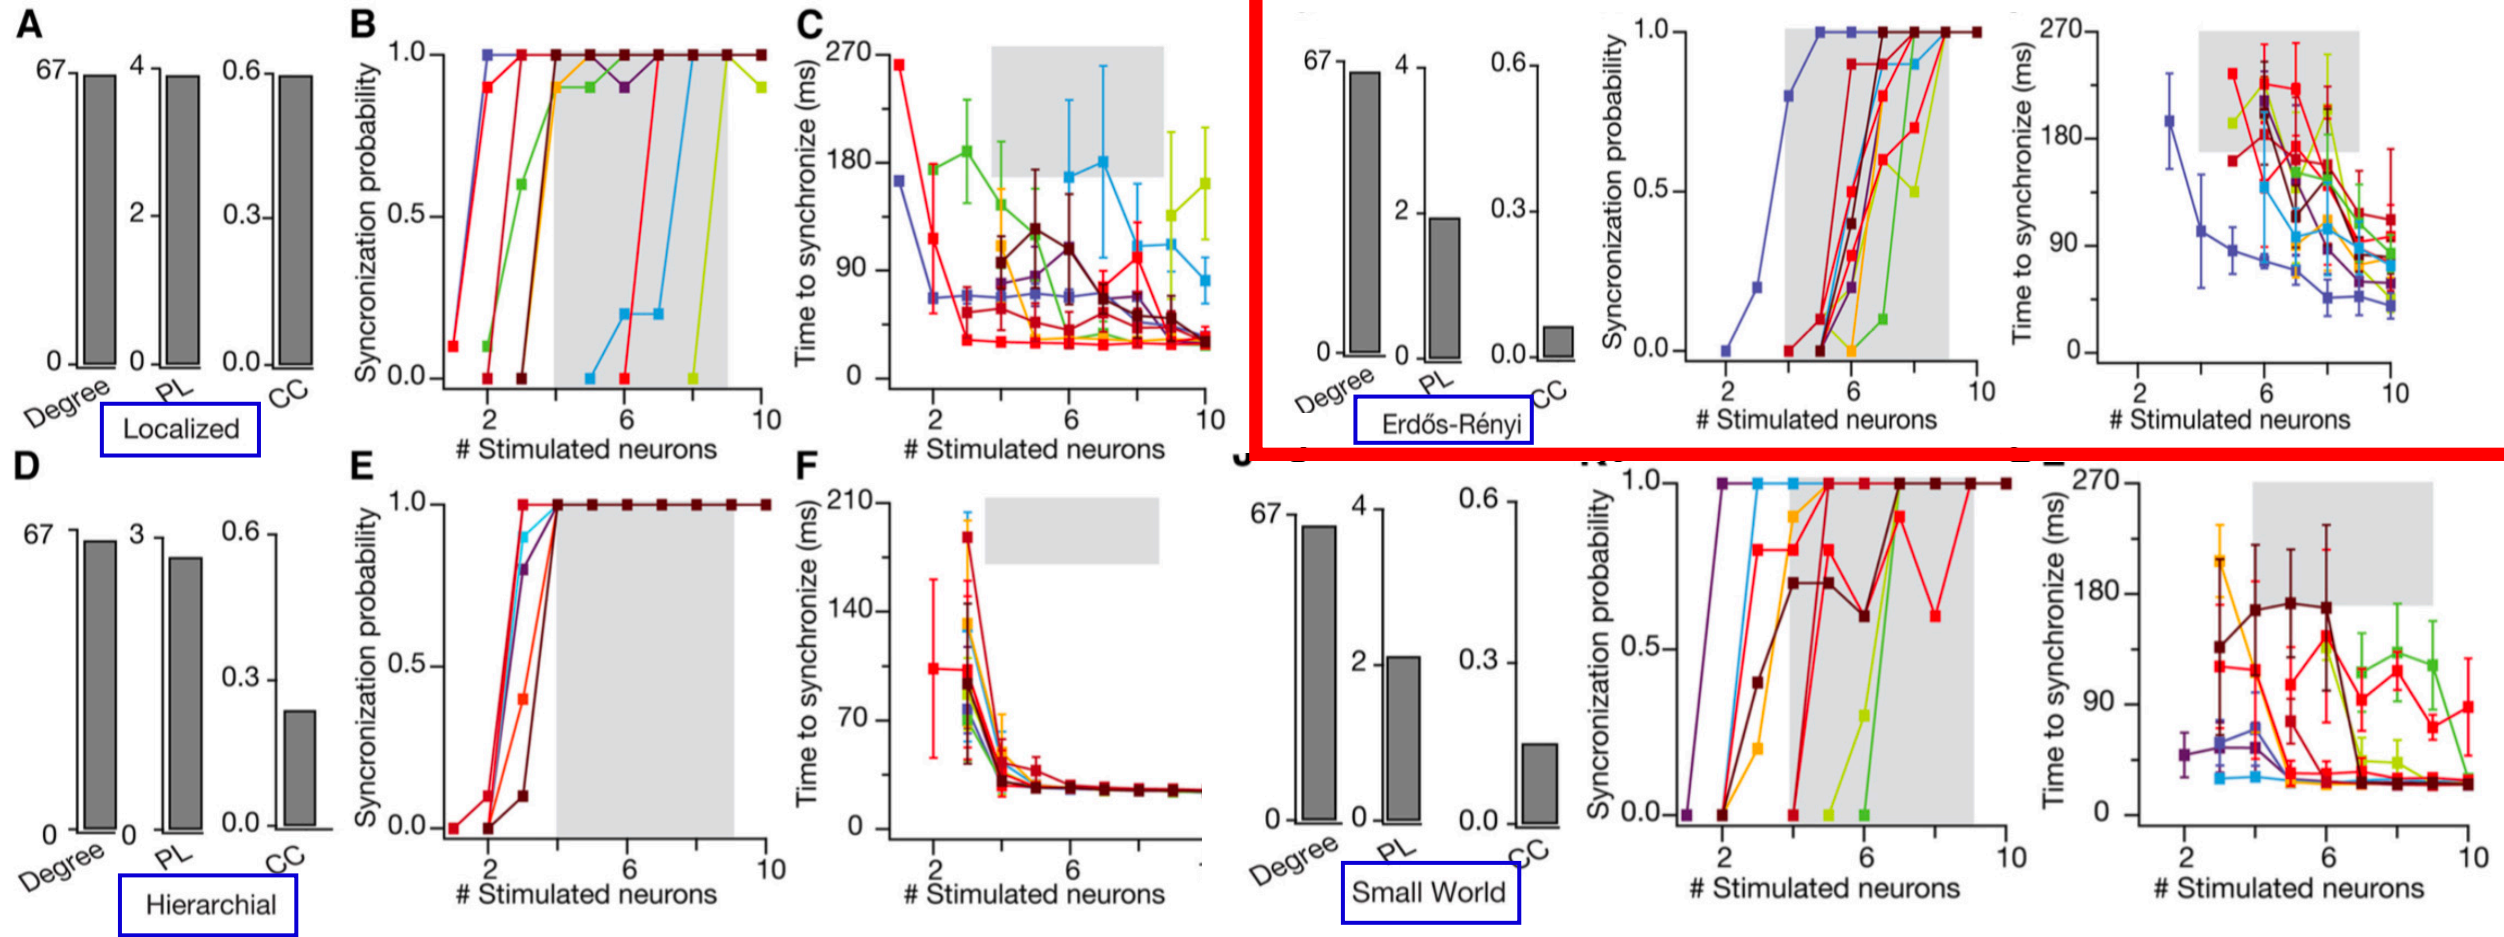 A
67
0
Degree
4
2
0
PL
0.6
0.3
0.0
CC
Localized
B
Syncronization probability
1.0
0.5
0.0
2
6
10
# Stimulated neurons
C
Time to synchronize (ms)
270
180
90
0
2
6
10
# Stimulated neurons
67
0
Degree
4
2
0
PL
0.6
0.3
0.0
CC
Erdős-Rényi
Syncronization probability
1.0
0.5
0.0
2
6
10
# Stimulated neurons
Time to synchronize (ms)
270
180
90
0
2
6
10
# Stimulated neurons
D
67
0
Degree
3
0
PL
0.6
0.3
0.0
CC
Hierarchial
E
Syncronization probability
1.0
0.5
0.0
2
6
10
# Stimulated neurons
F
Time to synchronize (ms)
210
140
70
0
2
6
# Stimulated neurons
67
0
Degree
4
2
0
PL
0.6
0.3
0.0
CC
Small World
Syncronization probability
1.0
0.5
0.0
2
6
10
# Stimulated neurons
Time to synchronize (ms)
270
180
90
0
2
6
10
# Stimulated neurons